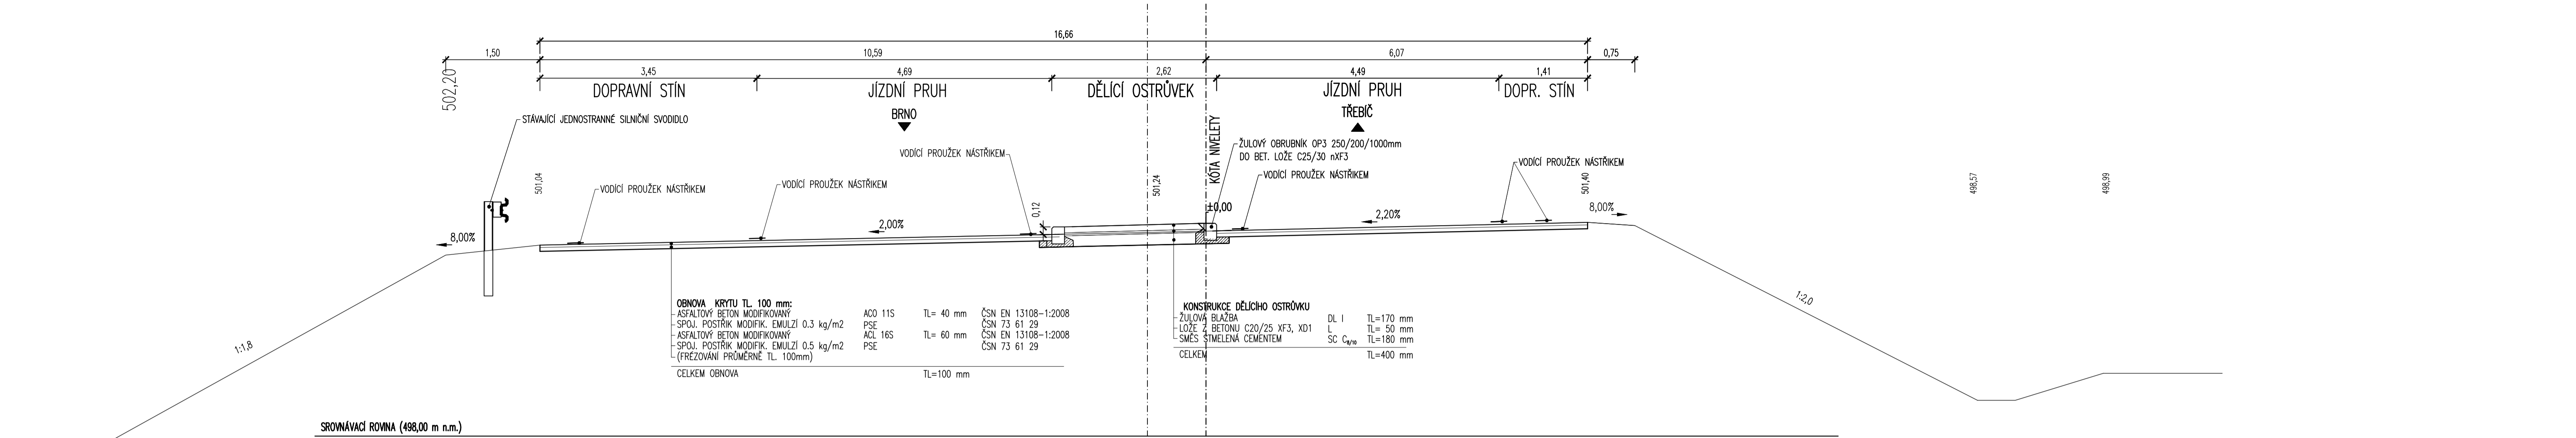 16,66
1,50
10,59
6,07
0,75
3,45
4,69
2,62
4,49
1,41
502,20
DOPRAVNÍ STÍN
JÍZDNÍ PRUH
DĚLÍCÍ OSTRŮVEK
JÍZDNÍ PRUH
DOPR. STÍN
BRNO
TŘEBÍČ
STÁVAJÍCÍ JEDNOSTRANNÉ SILNIČNÍ SVODIDLO
KÓTA NIVELETY
ŽULOVÝ OBRUBNÍK OP3 250/200/1000mm
DO BET. LOŽE C25/30 nXF3
VODÍCÍ PROUŽEK NÁSTŘIKEM
VODÍCÍ PROUŽEK NÁSTŘIKEM
VODÍCÍ PROUŽEK NÁSTŘIKEM
VODÍCÍ PROUŽEK NÁSTŘIKEM
VODÍCÍ PROUŽEK NÁSTŘIKEM
501,04
501,24
501,40
498,57
498,99
0,12
±0,00
8,00%
2,00%
2,20%
8,00%
1:1,8
1:2,0
OBNOVA KRYTU TL. 100 mm:
ASFALTOVÝ BETON MODIFIKOVANÝ ACO 11S TL= 40 mm ČSN EN 13108-1:2008
SPOJ. POSTŘIK MODIFIK. EMULZÍ 0.3 kg/m2 PSE ČSN 73 61 29
ASFALTOVÝ BETON MODIFIKOVANÝ ACL 16S TL= 60 mm ČSN EN 13108-1:2008
SPOJ. POSTŘIK MODIFIK. EMULZÍ 0.5 kg/m2 PSE ČSN 73 61 29
(FRÉZOVÁNÍ PRŮMĚRNĚ TL. 100mm)
CELKEM OBNOVA TL=100 mm
KONSTRUKCE DĚLÍCÍHO OSTRŮVKU
ŽULOVÁ BLAŽBA DL I TL=170 mm
LOŽE Z BETONU C20/25 XF3, XD1 L TL= 50 mm
SMĚS STMELENÁ CEMENTEM SC C8/10 TL=180 mm
CELKEM TL=400 mm
SROVNÁVACÍ ROVINA (498,00 m n.m.)